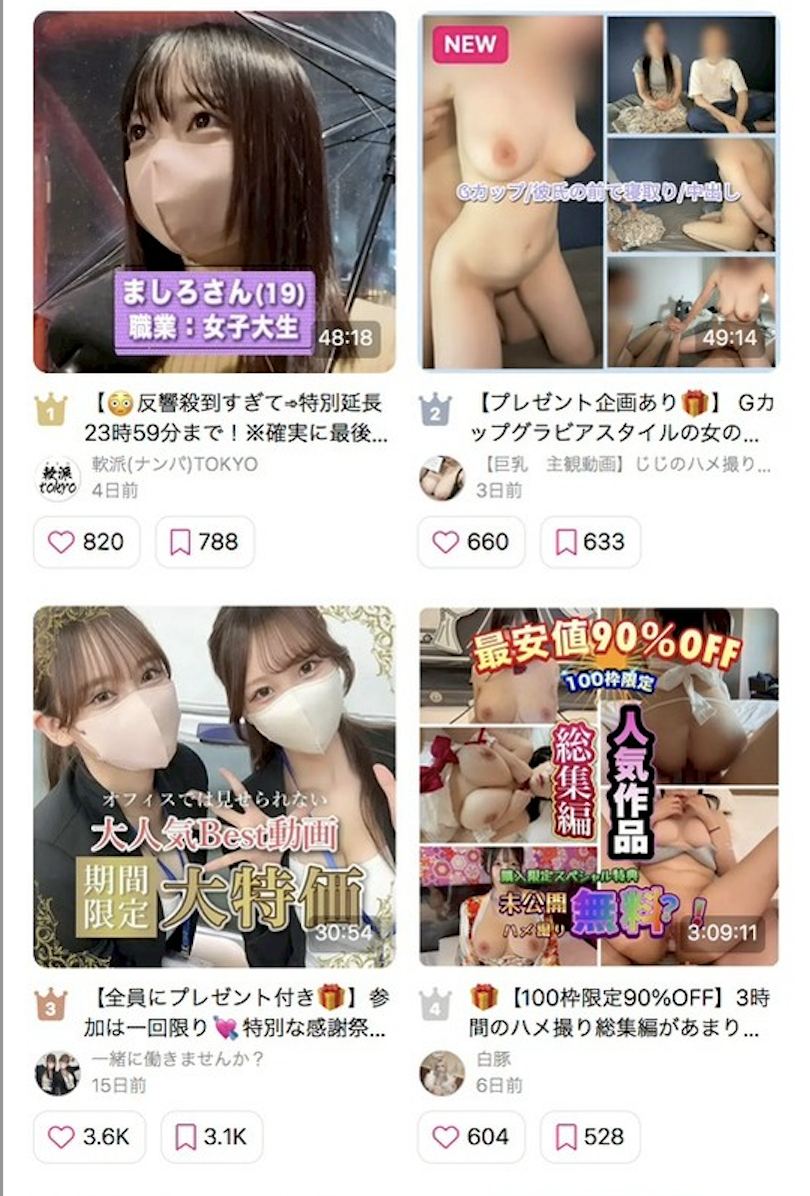 ましろさん(19)
職業：女子大生
48:18
NEW
Gカップ/彼氏の前で寝取り/中出し
49:14
1
【😳反響殺到すぎて➩特別延長
23時59分まで！※確実に最後...
軟派tokyo
軟派(ナンパ)TOKYO
4日前
820
788
2
【プレゼント企画あり🎁】 Gカ
ップグラビアスタイルの女の...
【巨乳　主観動画】じじのハメ撮り...
3日前
660
633
オフィスでは見せられない
大人気Best動画
期間
限定
大特価
30:54
最安値90%OFF
100枠限定
総集編
人気作品
購入限定スペシャル特典
未公開
ハメ撮り
無料?!
3:09:11
3
【全員にプレゼント付き🎁】参
加は一回限り💘特別な感謝祭...
一緒に働きませんか？
15日前
3.6K
3.1K
4
🎁【100枠限定90%OFF】3時
間のハメ撮り総集編があまり...
白豚
6日前
604
528